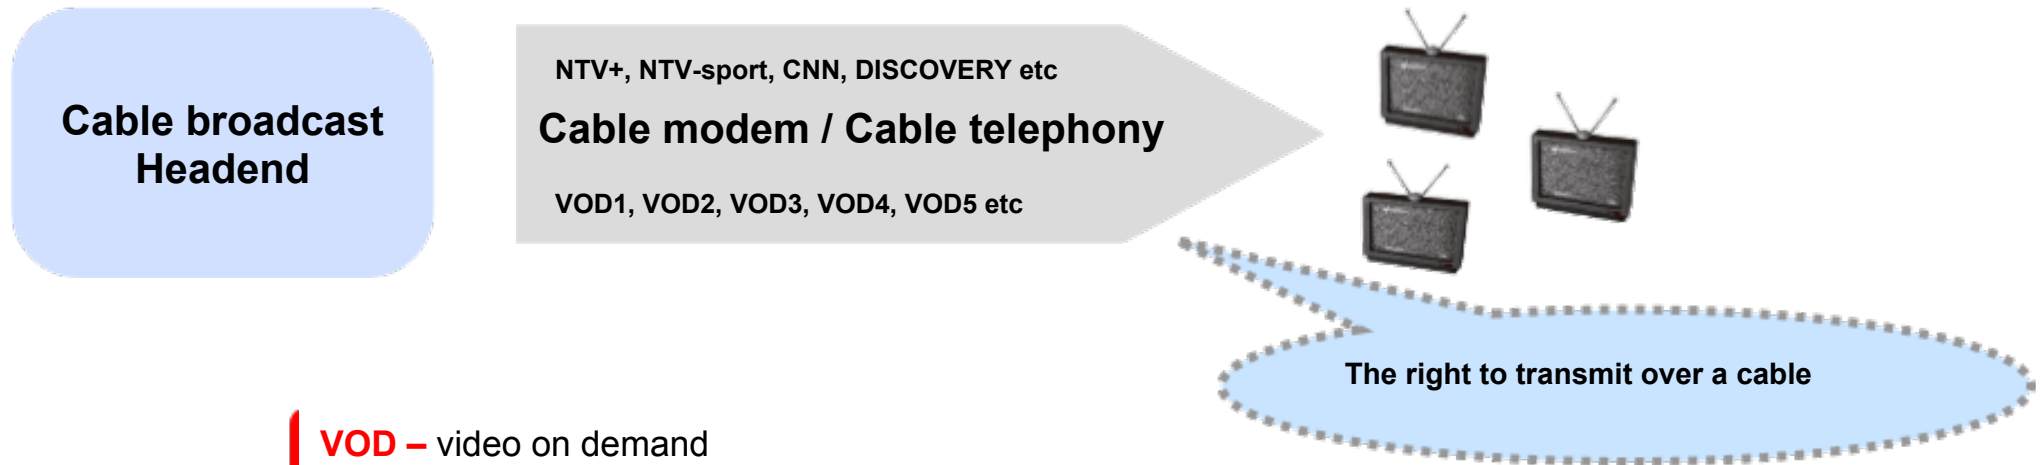 Cable broadcast
Headend
NTV+, NTV-sport, CNN, DISCOVERY etc
Cable modem / Cable telephony
VOD1, VOD2, VOD3, VOD4, VOD5 etc
The right to transmit over a cable
VOD – video on demand